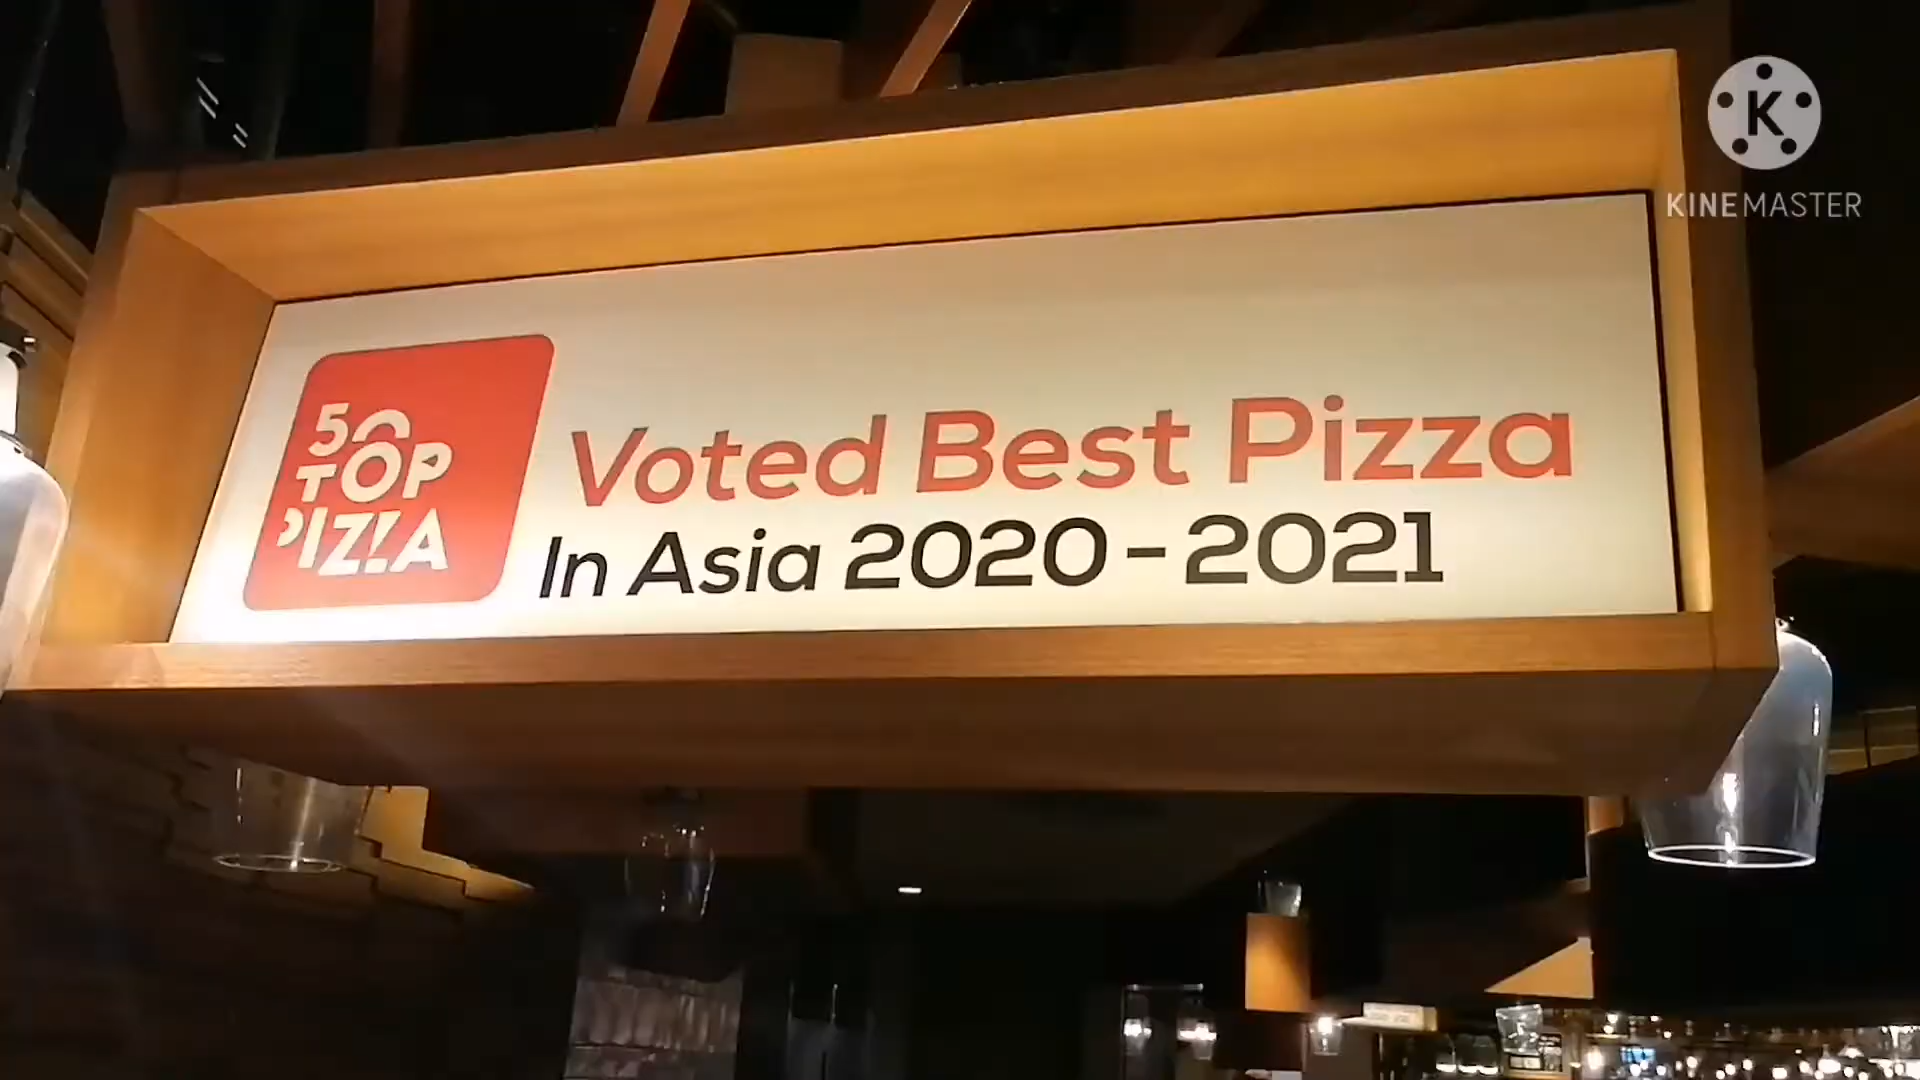 50
TOP
PIZZA
Voted Best Pizza
In Asia 2020-2021
K
KINEMASTER